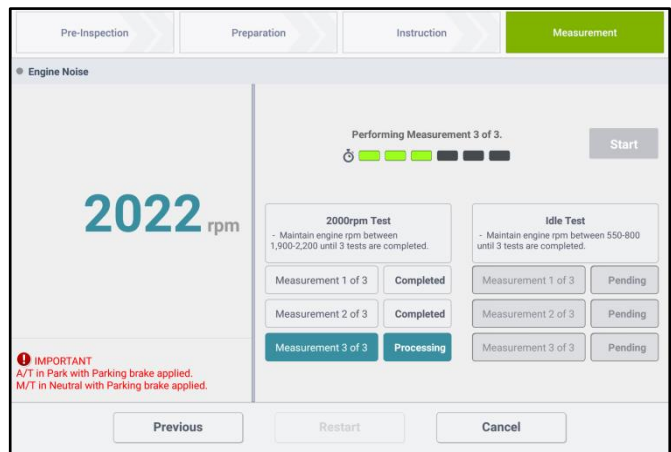 Pre-Inspection
Preparation
Instruction
Measurement
Engine Noise
2022 rpm
IMPORTANT
A/T in Park with Parking brake applied.
M/T in Neutral with Parking brake applied.
Performing Measurement 3 of 3.
Start
2000rpm Test
- Maintain engine rpm between
1,900-2,200 until 3 tests are completed.
Measurement 1 of 3 Completed
Measurement 2 of 3 Completed
Measurement 3 of 3 Processing
Idle Test
- Maintain engine rpm between 550-800
until 3 tests are completed.
Measurement 1 of 3 Pending
Measurement 2 of 3 Pending
Measurement 3 of 3 Pending
Previous
Restart
Cancel